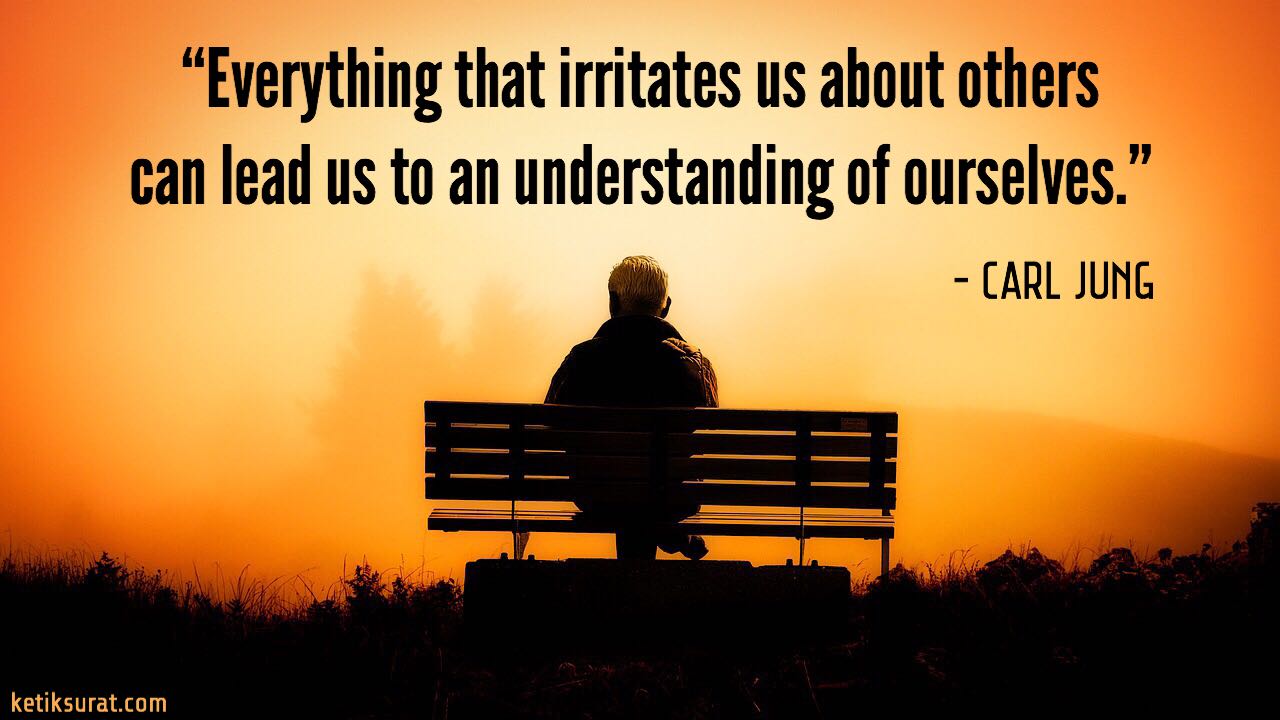 “Everything that irritates us about others
can lead us to an understanding of ourselves.”
- CARL JUNG
ketiksurat.com